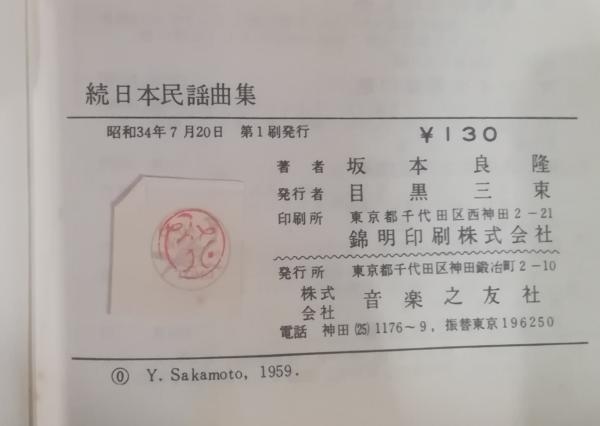 続日本民謡曲集
昭和34年7月20日 第1刷発行 ¥130
著者 坂本良隆
発行者 目黒三束
印刷所 東京都千代田区西神田2-21
錦明印刷株式会社
発行所 東京都千代田区神田鍛冶町2-10
株式会社 音楽之友社
電話 神田(25)1176~9, 振替東京196250
Ⓞ Y. Sakamoto, 1959.